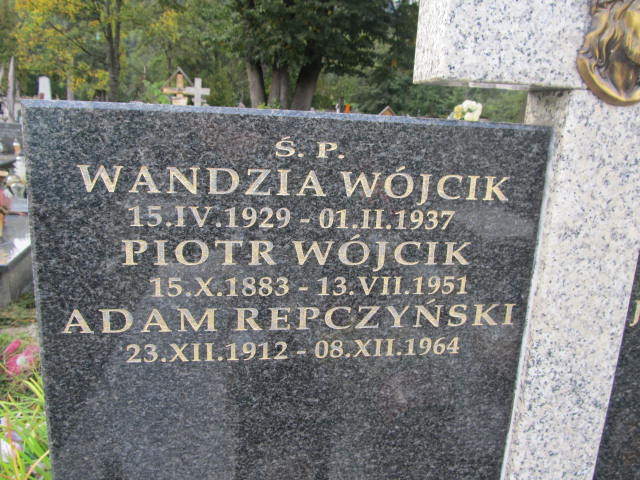 Ś. P.
WANDZIA WÓJCIK
15.IV.1929 - 01.II.1937
PIOTR WÓJCIK
15.X.1883 - 13.VII.1951
ADAM REPCZYŃSKI
23.XII.1912 - 08.XII.1964